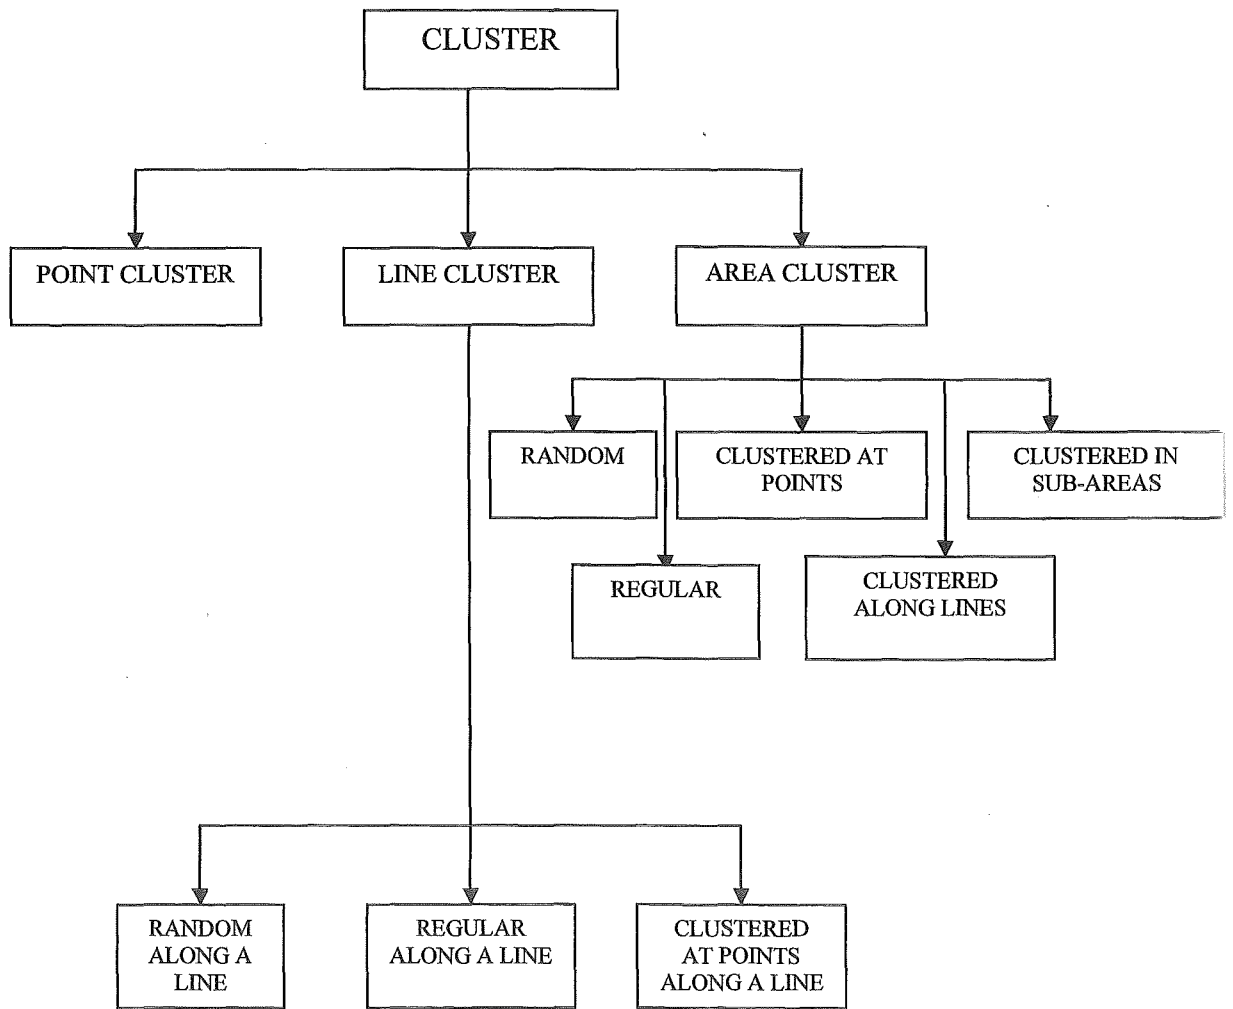 CLUSTER
POINT CLUSTER
LINE CLUSTER
AREA CLUSTER
RANDOM
CLUSTERED AT
POINTS
CLUSTERED IN
SUB-AREAS
REGULAR
CLUSTERED
ALONG LINES
RANDOM
ALONG A
LINE
REGULAR
ALONG A LINE
CLUSTERED
AT POINTS
ALONG A LINE